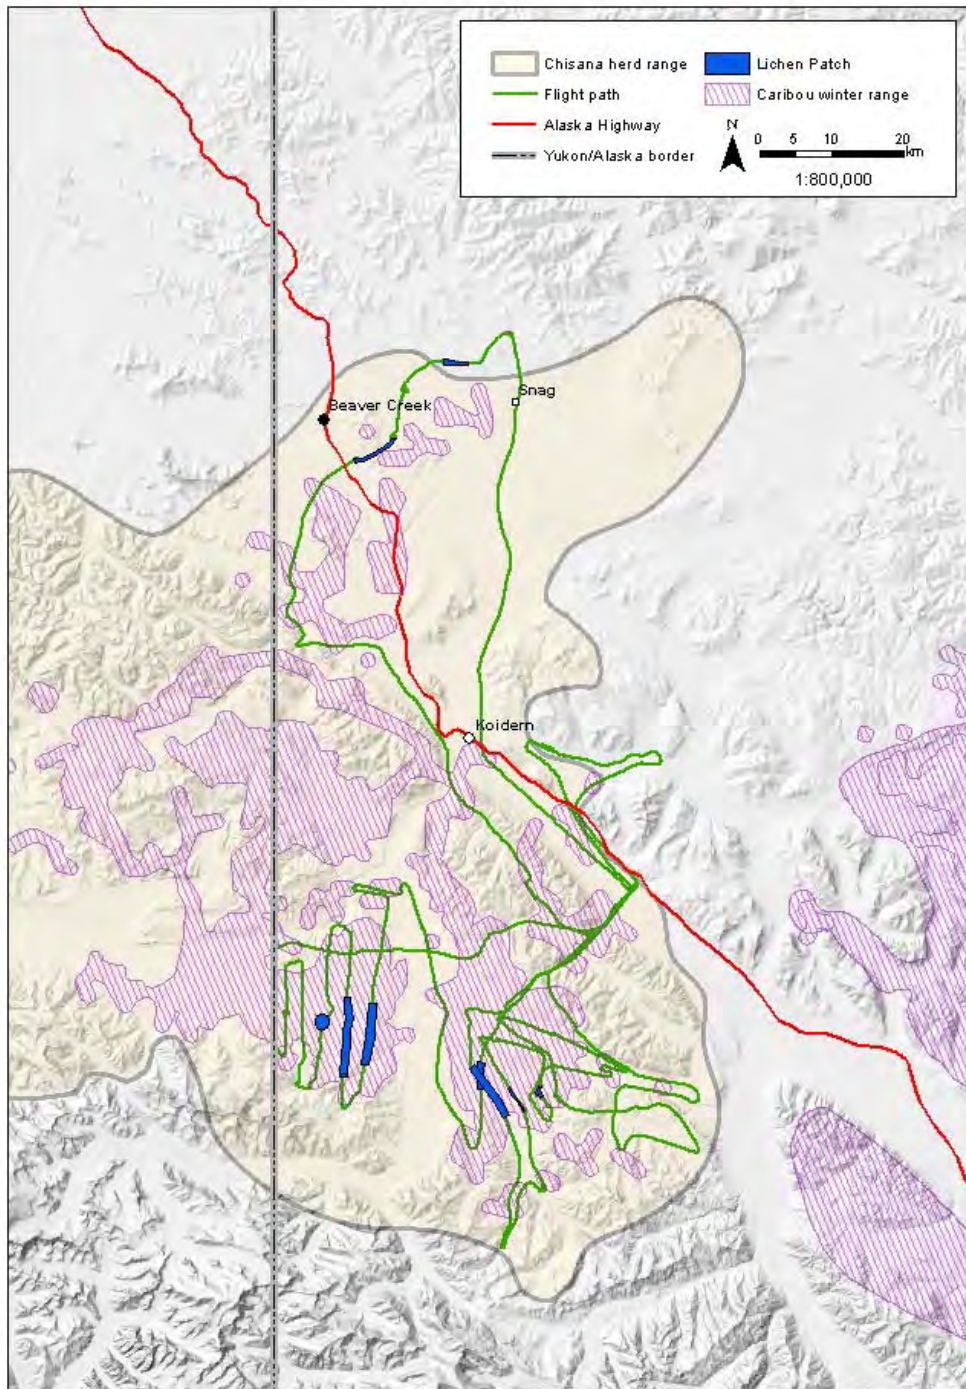 Chisana herd range
Lichen Patch
Flight path
Caribou winter range
Alaska Highway
N
0 5 10 20
km
Yukon/Alaska border
1:800,000
Snag
Beaver Creek
Koidern